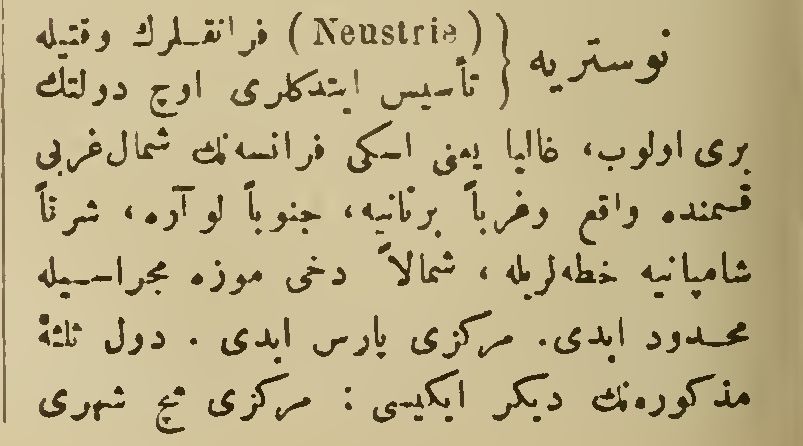 نوستریه { (Neustrie) فرانقلرك وقتیله
تأسیس ایتدكلری اوچ دولتك
بری اولوب، غالیا یعنی اسكی فرانسه‌نك شمال غربی
قسمنده واقع وغرباً برتانیه، جنوباً لوآره، شرقاً
شامپانیه خطه‌لریله، شمالاً دخی موزه مجراسیله
محدود ایدی. مركزی پارس ایدی. دول ثلثهٔ
مذكوره‌نك دیكر ایكیسی: مركزی مچ شهری